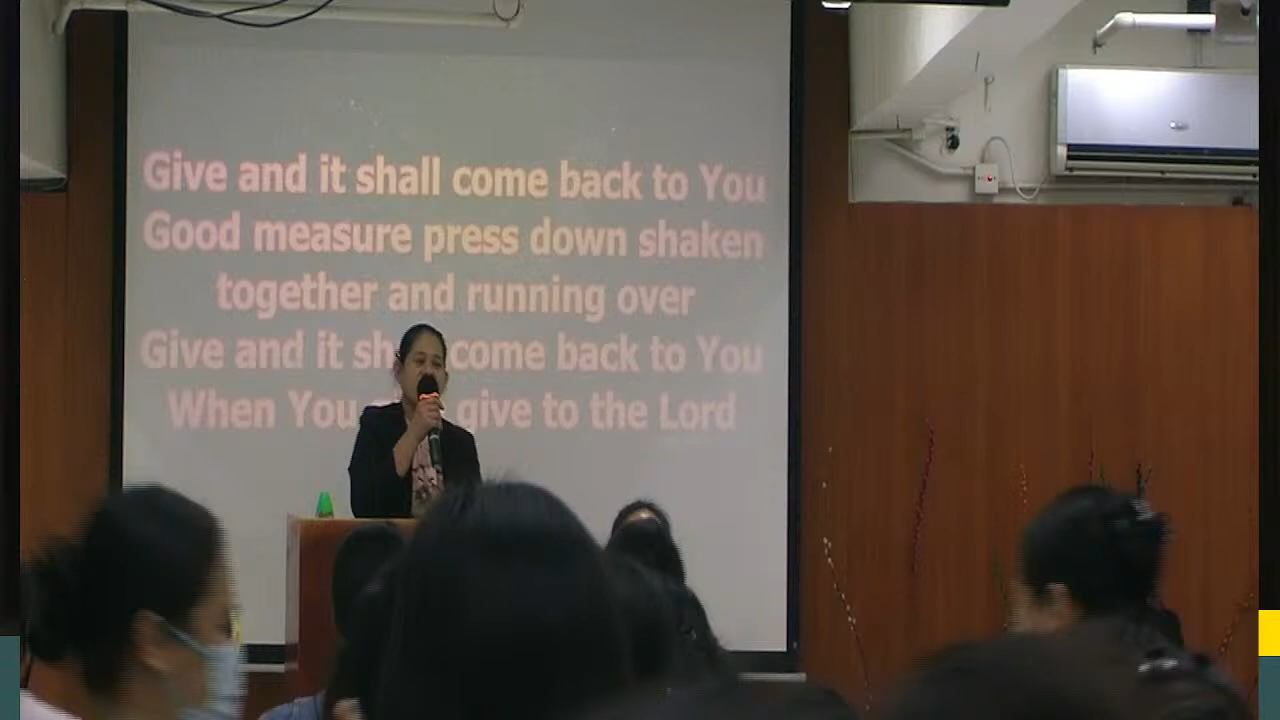 Give and it shall come back to You
Good measure press down shaken
together and running over
Give and it sh come back to You
When You give to the Lord